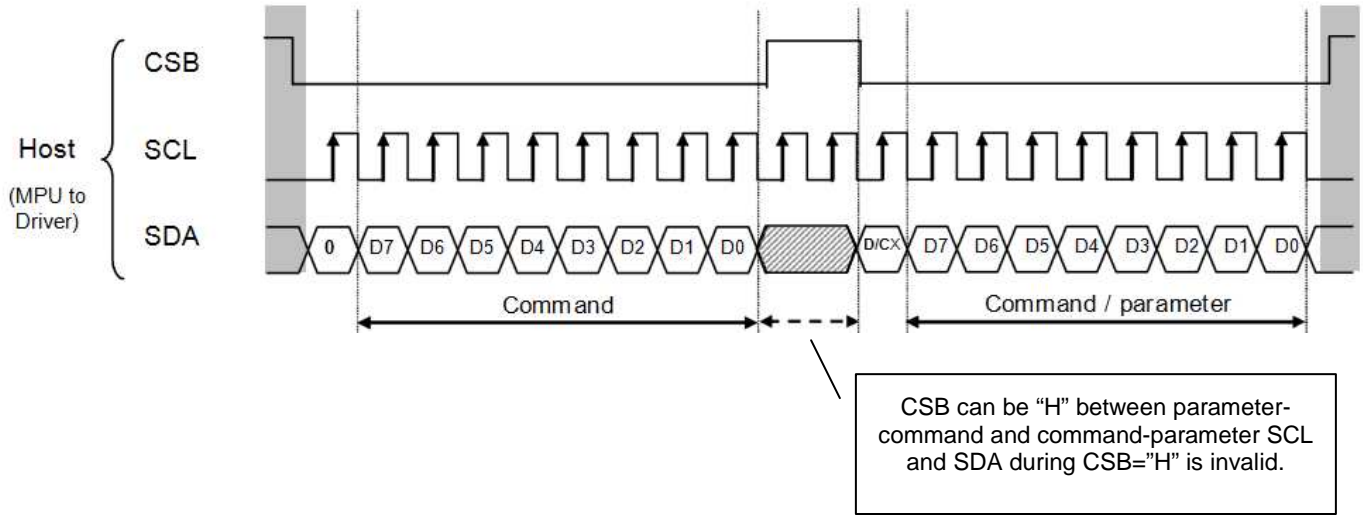 CSB
Host
(MPU to
Driver)
SCL
SDA
0 D7 D6 D5 D4 D3 D2 D1 D0 D/CX D7 D6 D5 D4 D3 D2 D1 D0
Command
Command / parameter
CSB can be “H” between parameter-
command and command-parameter SCL
and SDA during CSB=”H” is invalid.